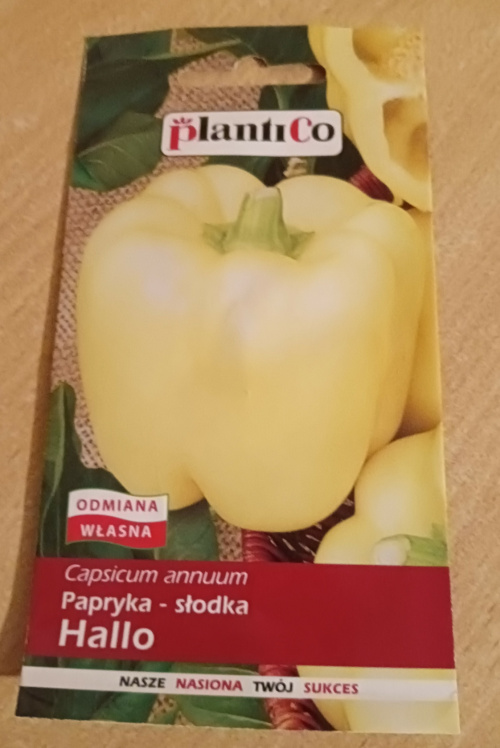 PlantiCo
ODMIANA
WŁASNA
Capsicum annuum
Papryka - słodka
Hallo
NASZE NASIONA TWÓJ SUKCES